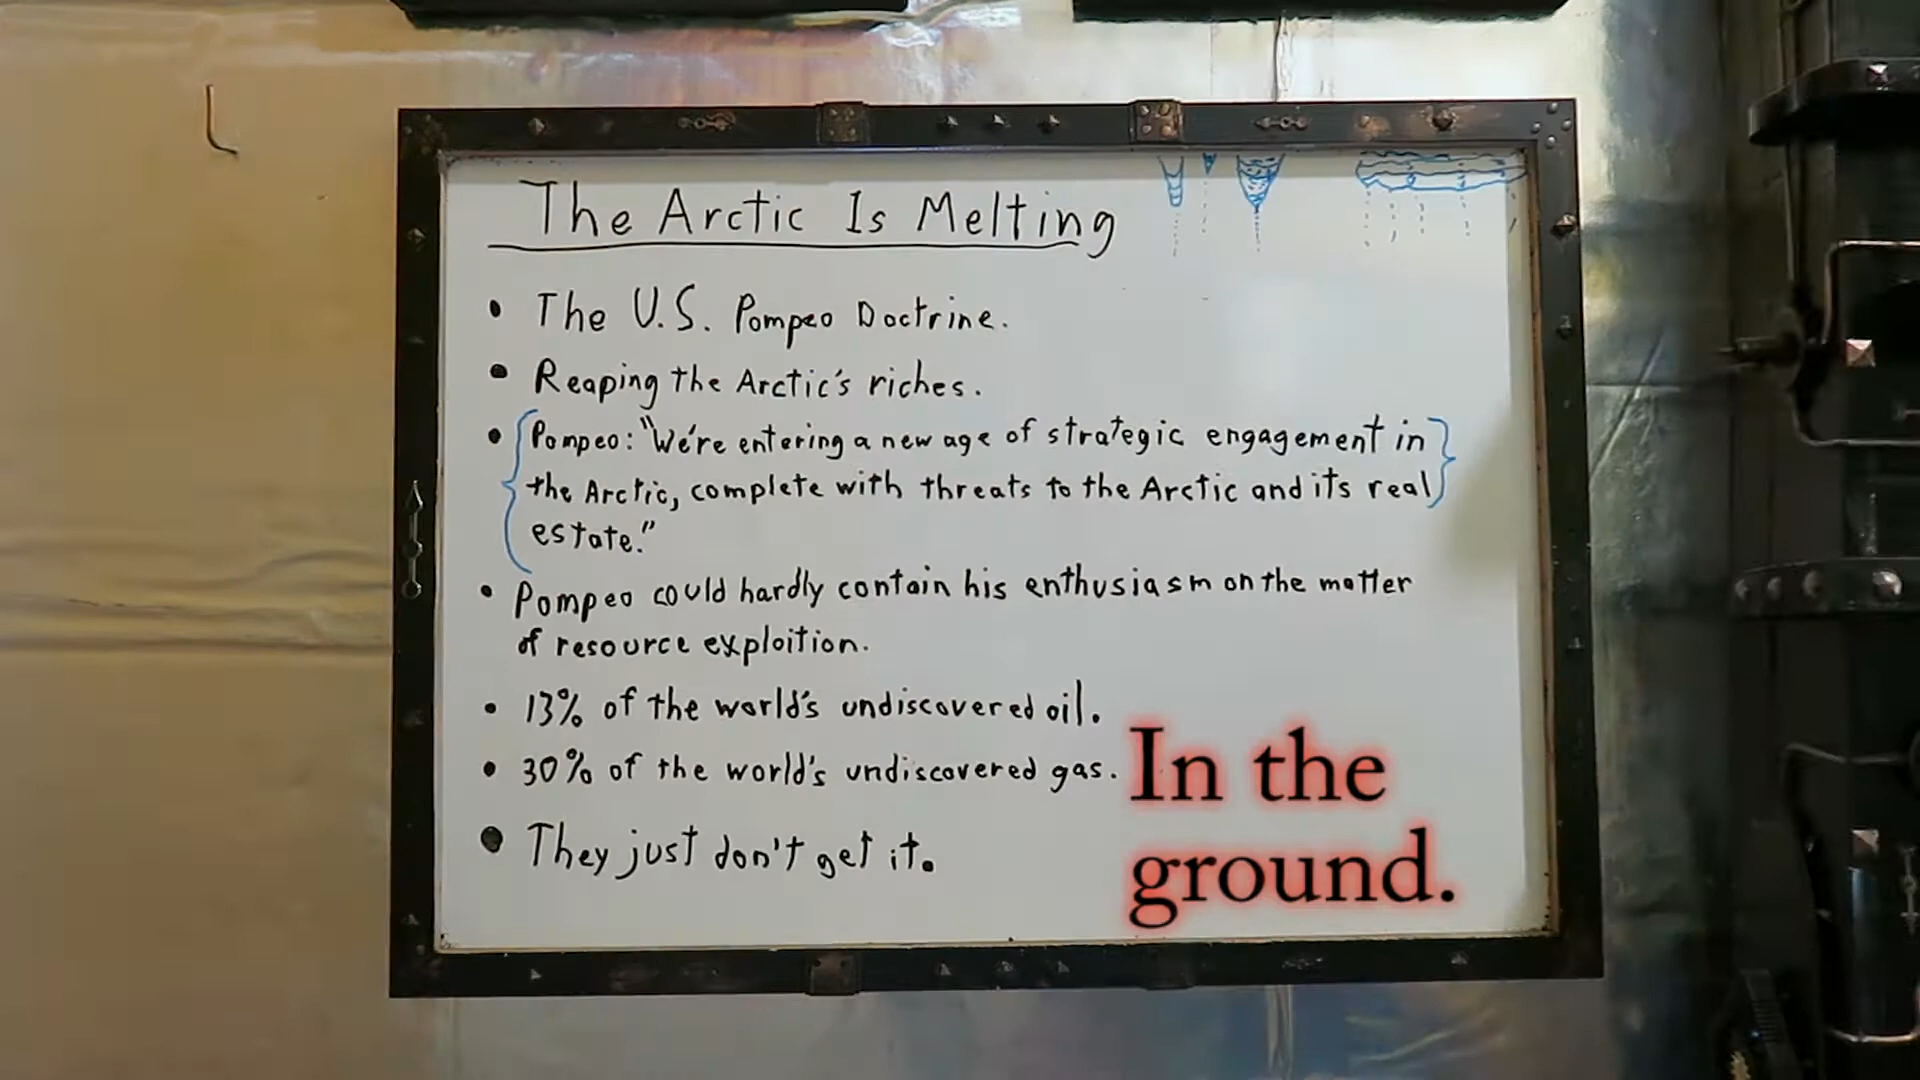 The Arctic Is Melting
• The U.S. Pompeo Doctrine.
• Reaping the Arctic's riches.
• Pompeo: "We're entering a new age of strategic engagement in
the Arctic, complete with threats to the Arctic and its real
estate."
• Pompeo could hardly contain his enthusiasm on the matter
of resource exploition.
• 13% of the world's undiscovered oil.
• 30% of the world's undiscovered gas.
• They just don't get it.
In the
ground.